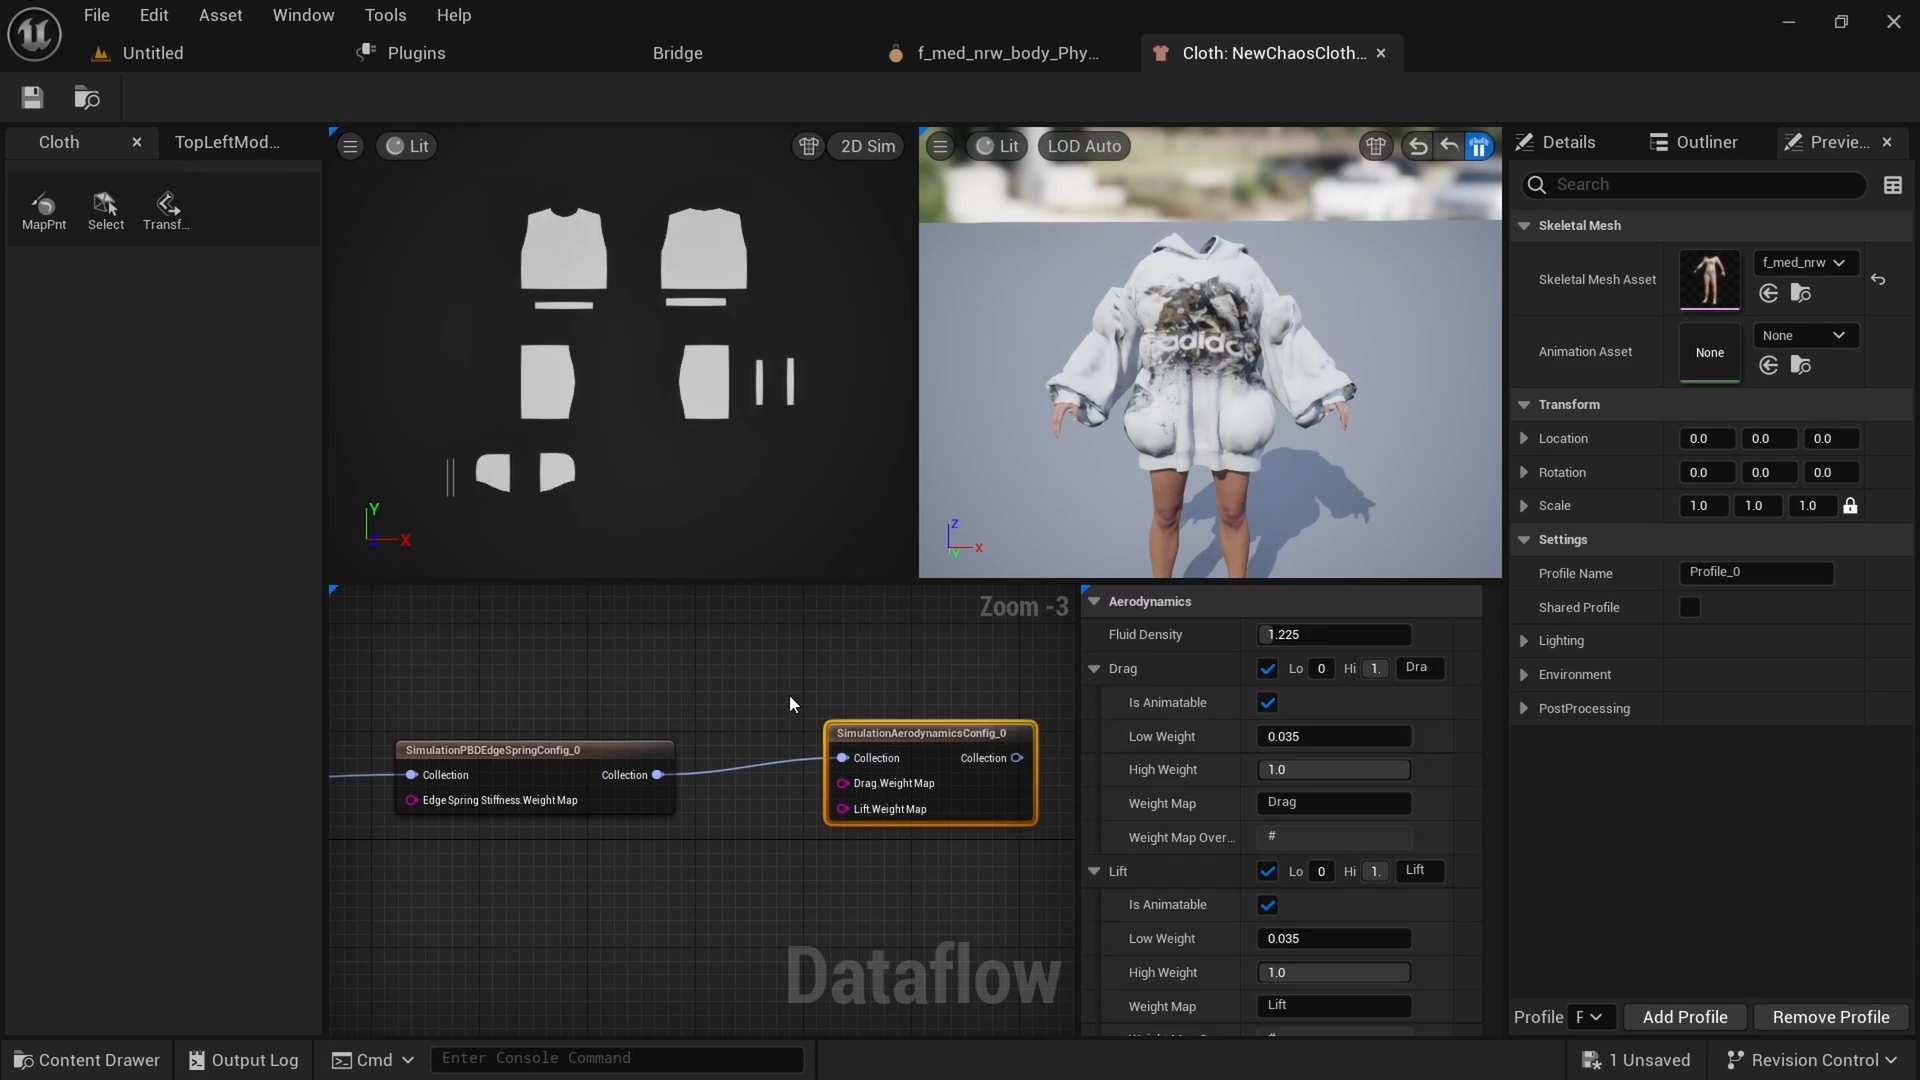 File Edit Asset Window Tools Help
Untitled Plugins Bridge f_med_nrw_body_Phy... Cloth: NewChaosCloth...
Cloth TopLeftMod...
Lit 2D Sim
Lit LOD Auto
Details Outliner Previe...
MapPnt Select Transf...
Search
Skeletal Mesh
Skeletal Mesh Asset f_med_nrw
Animation Asset None None
Transform
Location 0.0 0.0 0.0
Rotation 0.0 0.0 0.0
Scale 1.0 1.0 1.0
Settings
Profile Name Profile_0
Shared Profile
Lighting
Environment
PostProcessing
adidas
Y
X
Z
X
Y
Zoom -3
SimulationPBDEdgeSpringConfig_0
Collection Collection
Edge Spring Stiffness.Weight Map
SimulationAerodynamicsConfig_0
Collection Collection
Drag.Weight Map
Lift.Weight Map
Dataflow
Aerodynamics
Fluid Density 1.225
Drag Lo 0 Hi 1. Dra
Is Animatable
Low Weight 0.035
High Weight 1.0
Weight Map Drag
Weight Map Over... #
Lift Lo 0 Hi 1. Lift
Is Animatable
Low Weight 0.035
High Weight 1.0
Weight Map Lift
Profile F Add Profile Remove Profile
Content Drawer Output Log Cmd Enter Console Command 1 Unsaved Revision Control